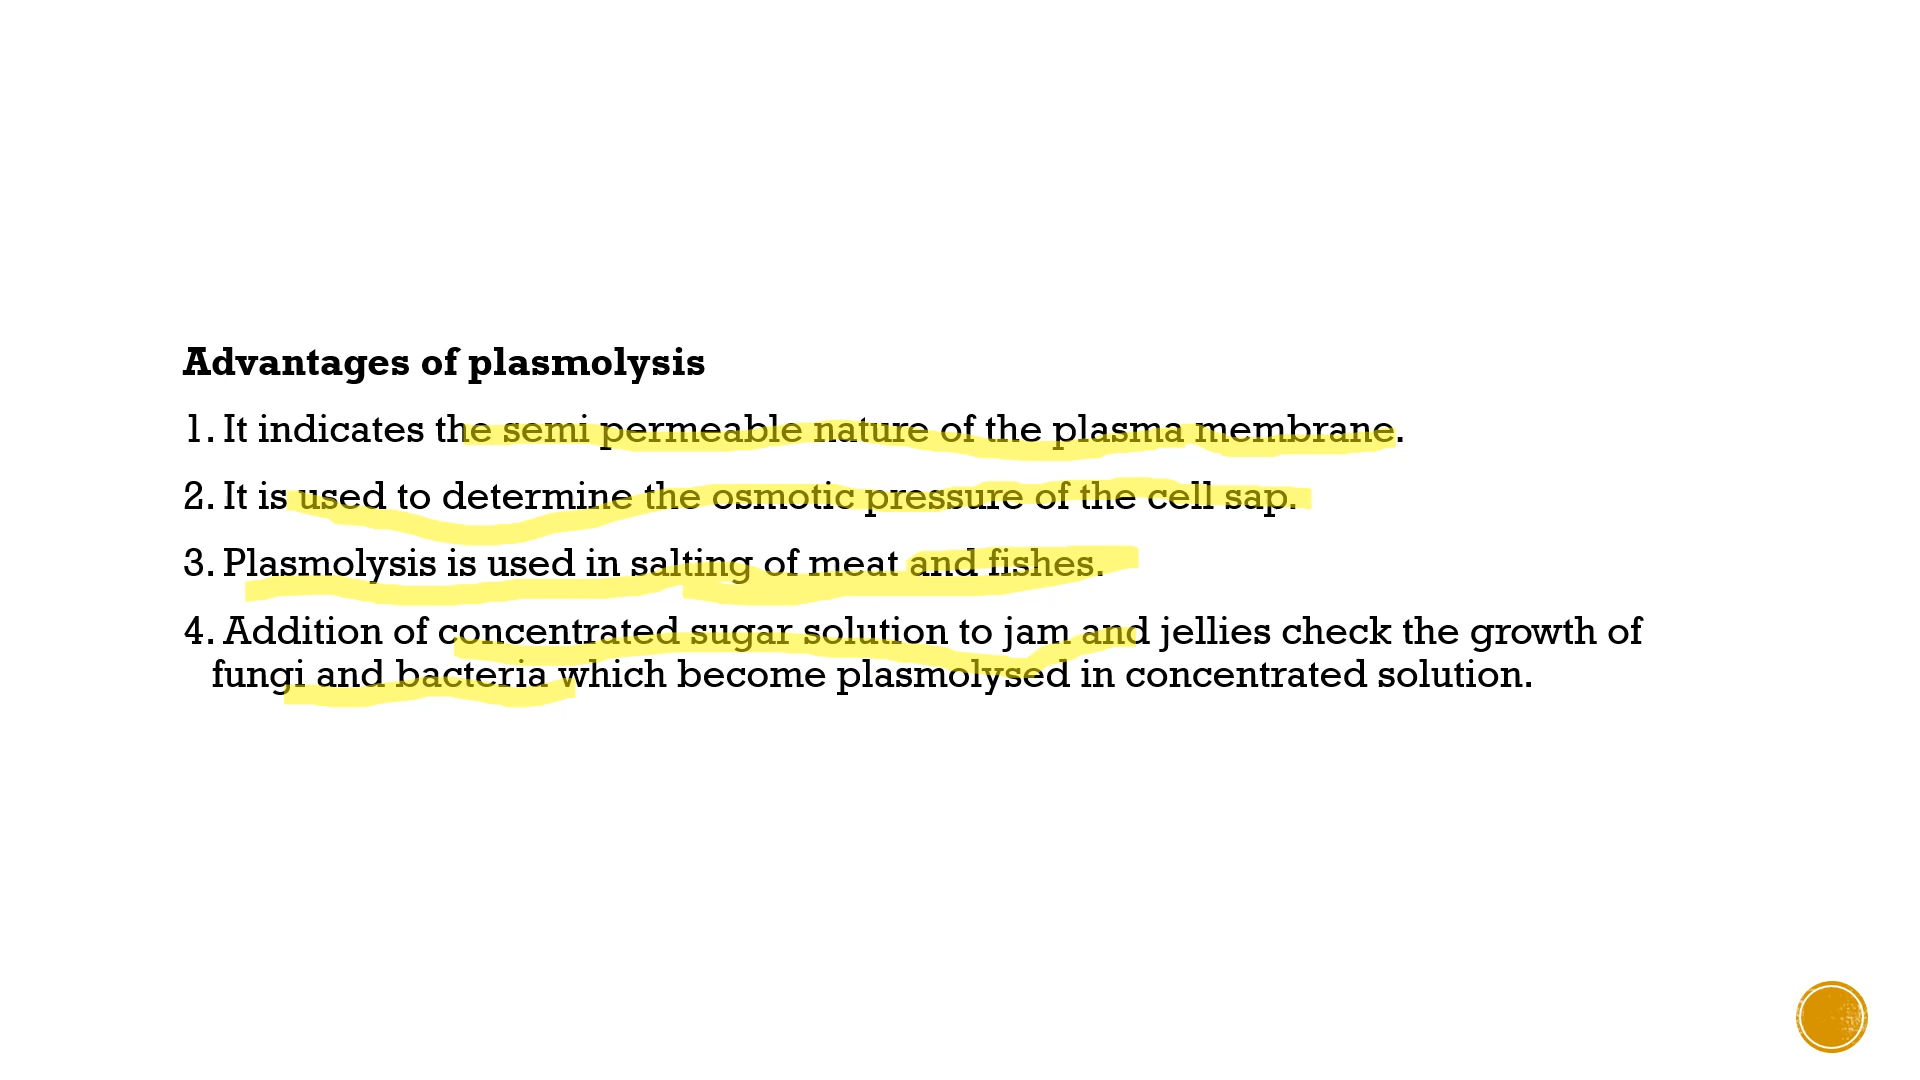 Advantages of plasmolysis
1. It indicates the semi permeable nature of the plasma membrane.
2. It is used to determine the osmotic pressure of the cell sap.
3. Plasmolysis is used in salting of meat and fishes.
4. Addition of concentrated sugar solution to jam and jellies check the growth of
fungi and bacteria which become plasmolysed in concentrated solution.